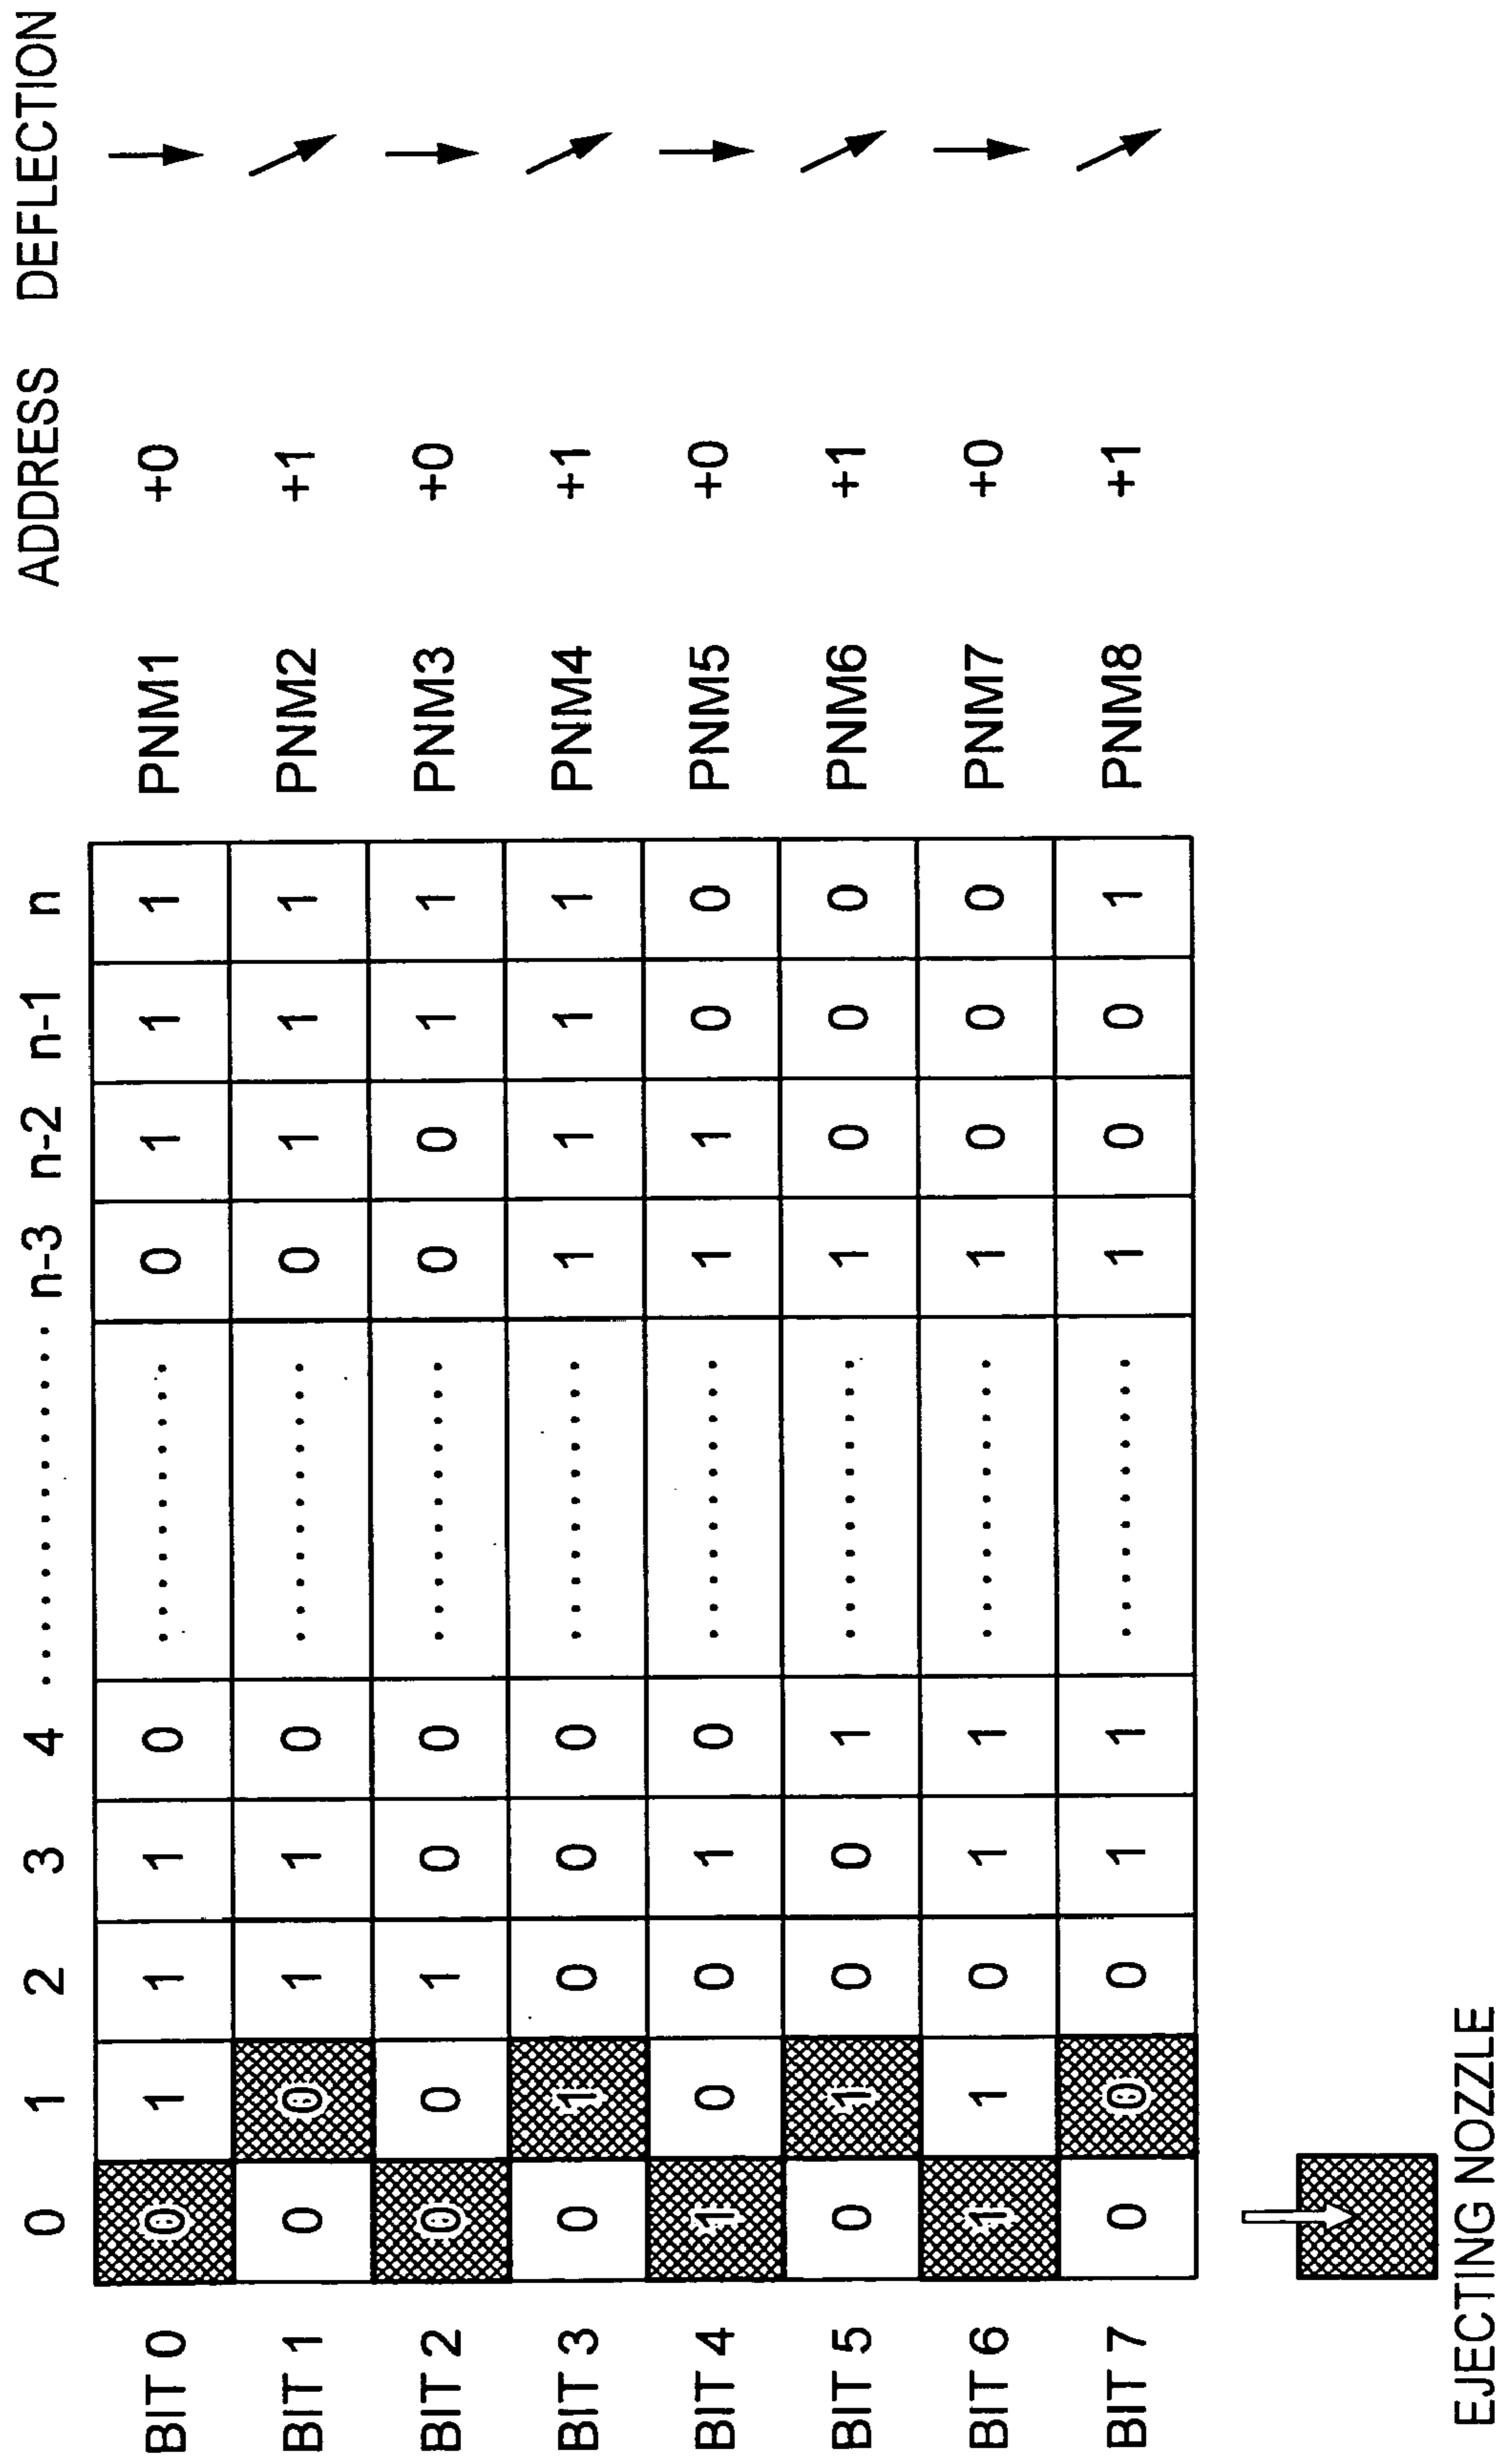 0 1 2 3 4 ............ n-3 n-2 n-1 n ADDRESS DEFLECTION
BIT 0 0 1 1 1 0 ........... 0 1 1 1 PNM1 +0
BIT 1 0 0 1 1 0 ........... 0 1 1 1 PNM2 +1
BIT 2 0 0 1 0 0 ........... 0 0 1 1 PNM3 +0
BIT 3 0 1 0 0 0 ........... 1 1 1 1 PNM4 +1
BIT 4 1 0 0 1 0 ........... 1 1 0 0 PNM5 +0
BIT 5 0 1 0 0 1 ........... 1 0 0 0 PNM6 +1
BIT 6 1 1 0 1 1 ........... 1 0 0 0 PNM7 +0
BIT 7 0 0 0 1 1 ........... 1 0 0 1 PNM8 +1
EJECTING NOZZLE